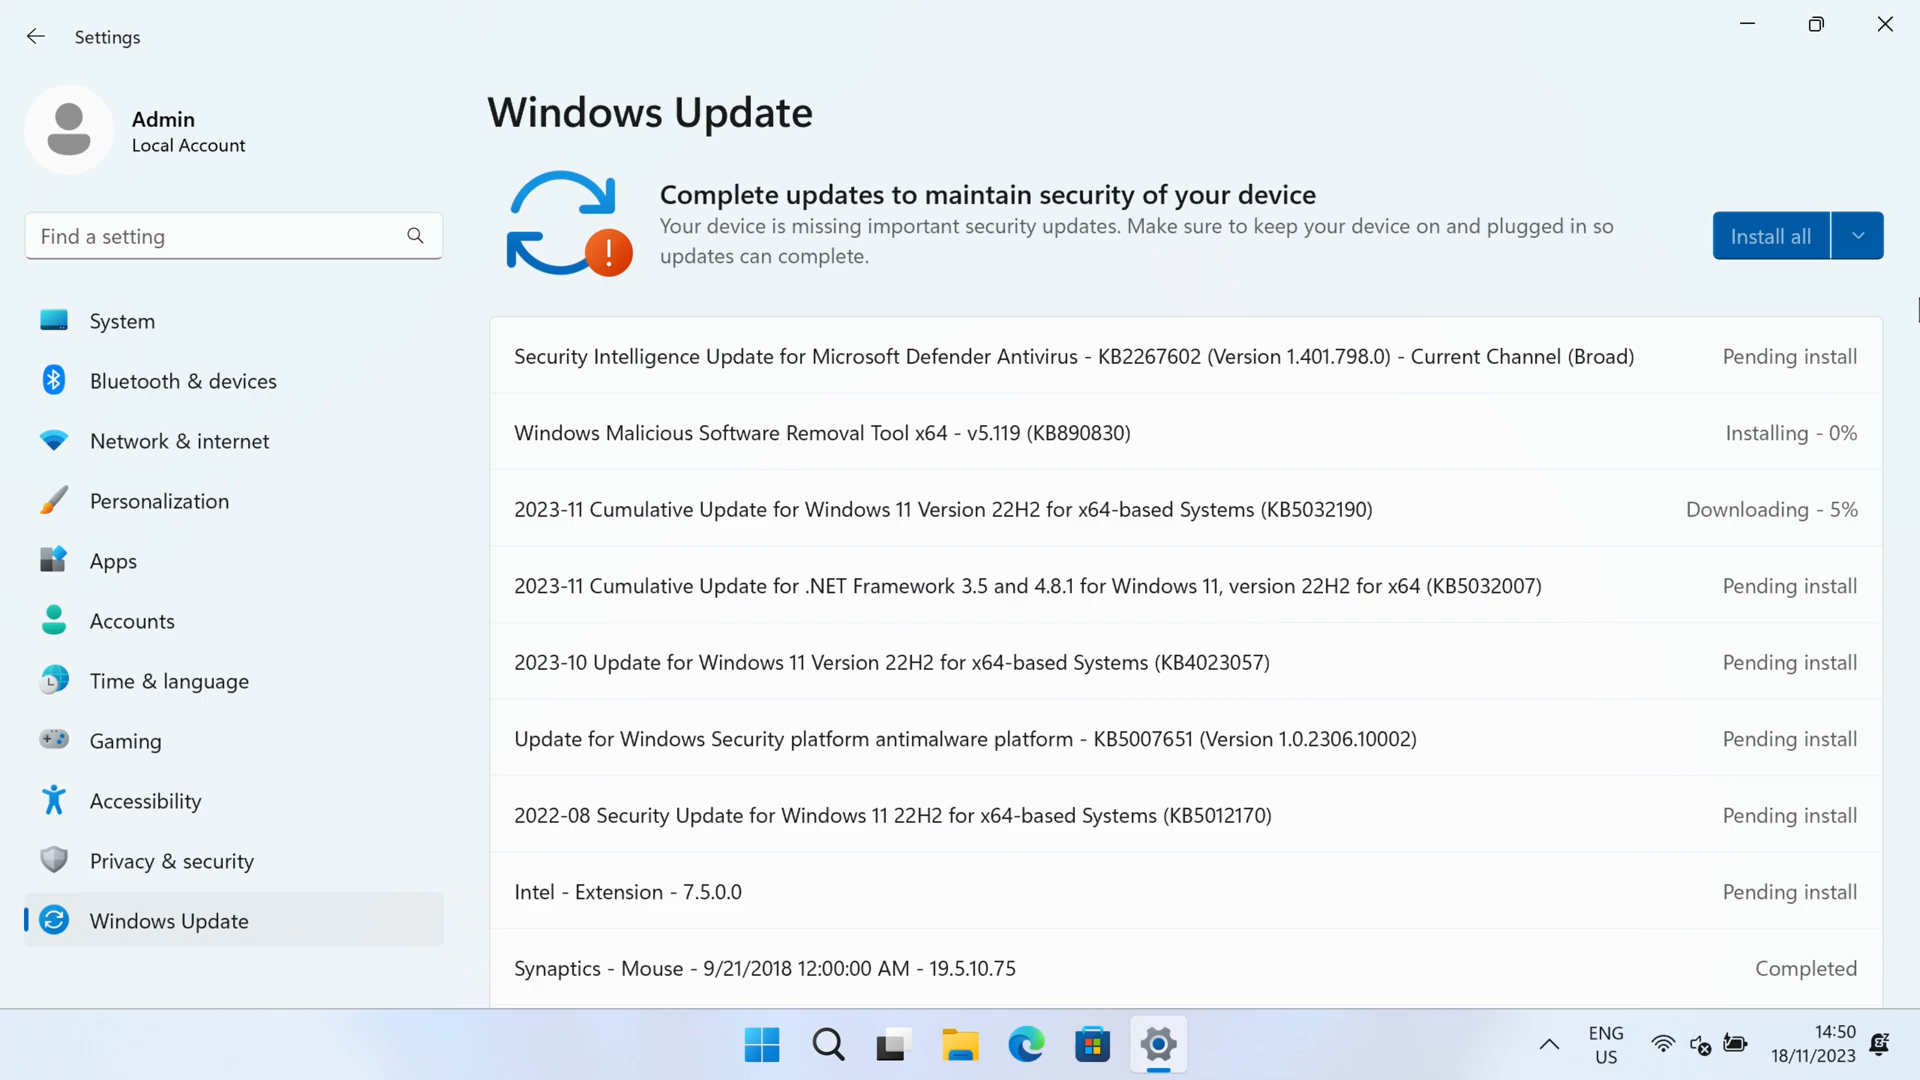 Settings
Admin
Local Account
Find a setting
System
Bluetooth & devices
Network & internet
Personalization
Apps
Accounts
Time & language
Gaming
Accessibility
Privacy & security
Windows Update
Windows Update
Complete updates to maintain security of your device
Your device is missing important security updates. Make sure to keep your device on and plugged in so
updates can complete.
Install all
Security Intelligence Update for Microsoft Defender Antivirus - KB2267602 (Version 1.401.798.0) - Current Channel (Broad) Pending install
Windows Malicious Software Removal Tool x64 - v5.119 (KB890830) Installing - 0%
2023-11 Cumulative Update for Windows 11 Version 22H2 for x64-based Systems (KB5032190) Downloading - 5%
2023-11 Cumulative Update for .NET Framework 3.5 and 4.8.1 for Windows 11, version 22H2 for x64 (KB5032007) Pending install
2023-10 Update for Windows 11 Version 22H2 for x64-based Systems (KB4023057) Pending install
Update for Windows Security platform antimalware platform - KB5007651 (Version 1.0.2306.10002) Pending install
2022-08 Security Update for Windows 11 22H2 for x64-based Systems (KB5012170) Pending install
Intel - Extension - 7.5.0.0 Pending install
Synaptics - Mouse - 9/21/2018 12:00:00 AM - 19.5.10.75 Completed
ENG
US
14:50
18/11/2023